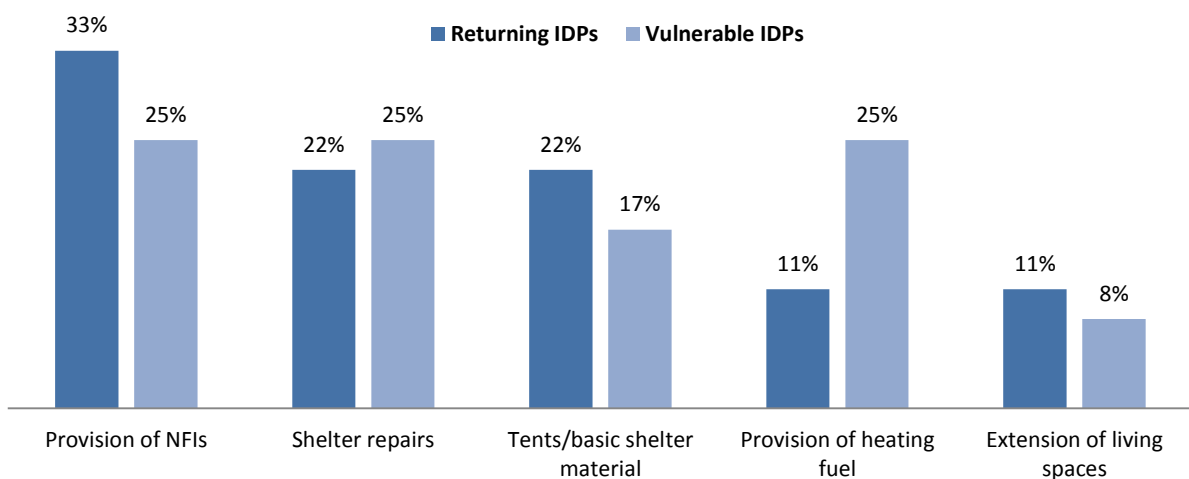 33%
Returning IDPs Vulnerable IDPs
25%
22%
25%
22%
17%
11%
25%
11%
8%
Provision of NFIs
Shelter repairs
Tents/basic shelter
material
Provision of heating
fuel
Extension of living
spaces